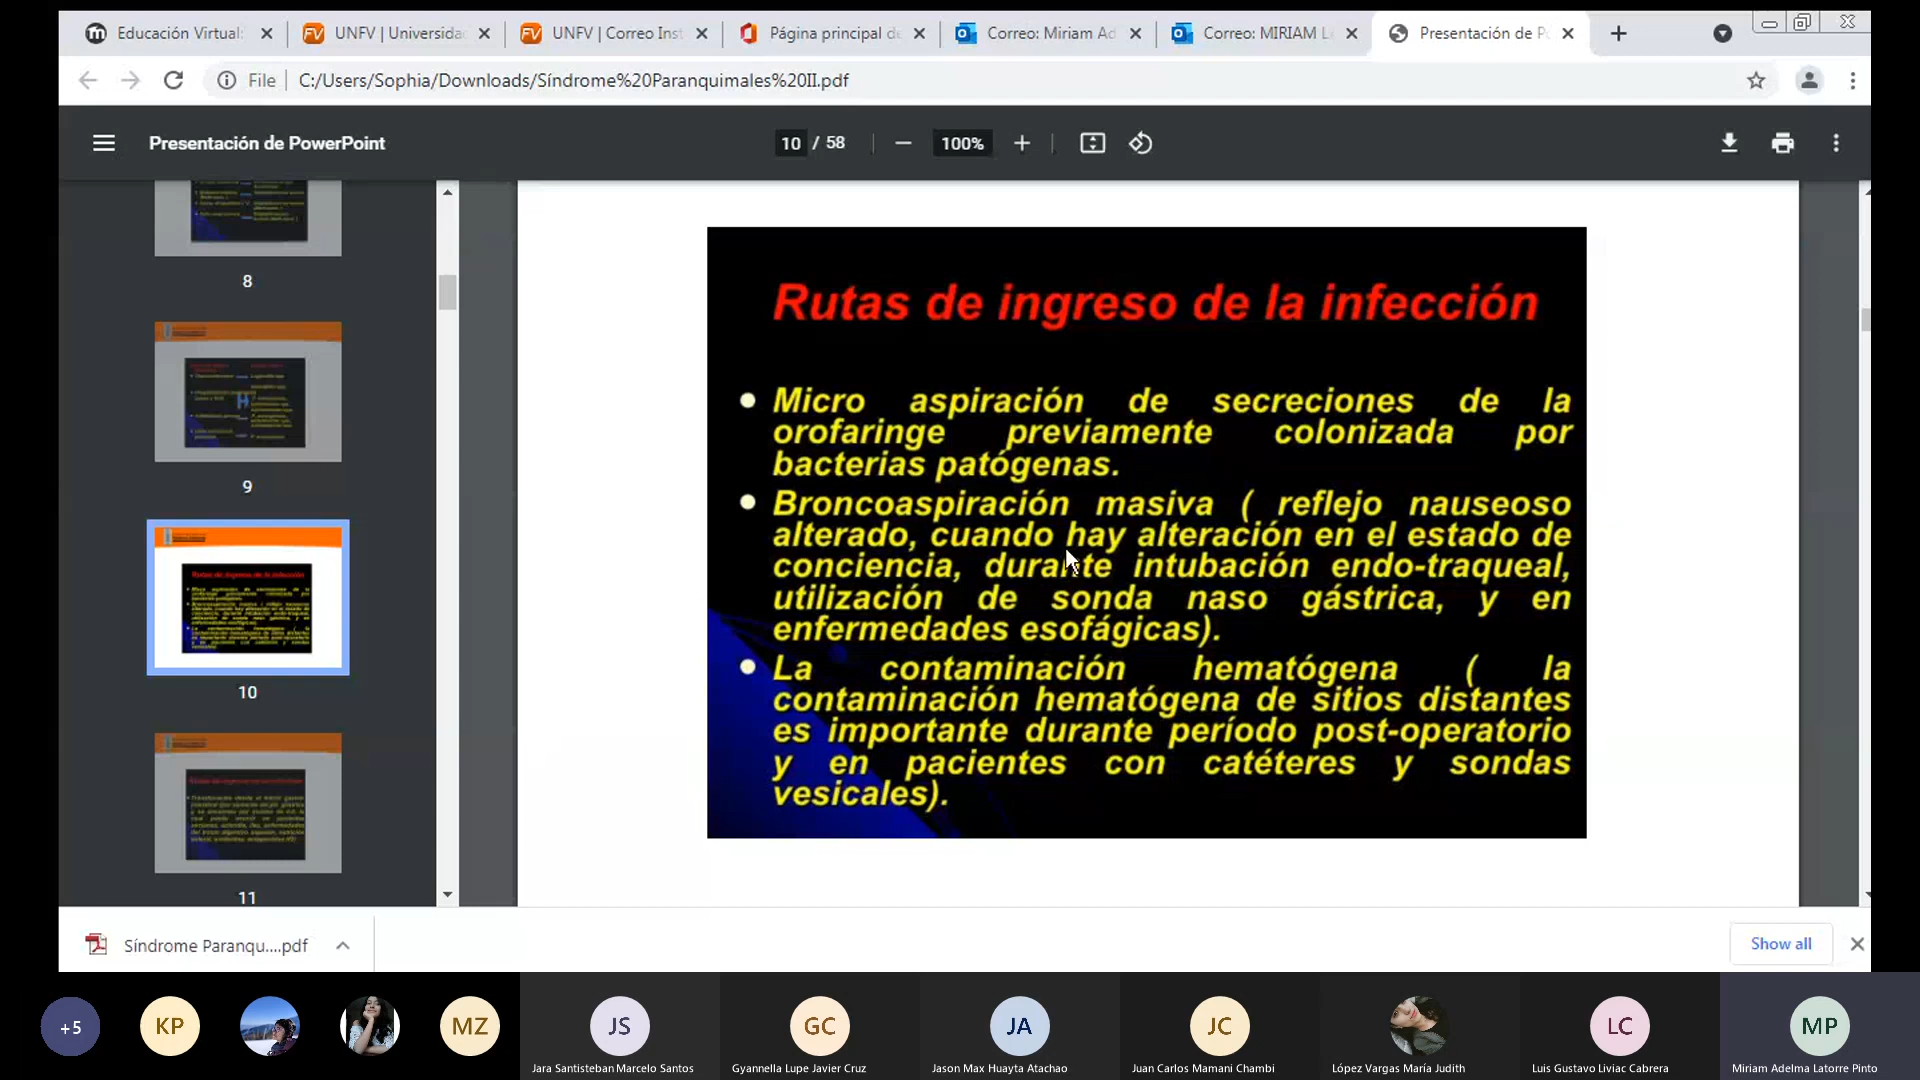 Educación Virtual:
UNFV | Universida
UNFV | Correo Inst
Página principal de
Correo: Miriam Ad
Correo: MIRIAM L
Presentación de P
File | C:/Users/Sophia/Downloads/Síndrome%20Paranquimales%20II.pdf
Presentación de PowerPoint
10 / 58
100%
8
9
10
11
Rutas de ingreso de la infección
Micro aspiración de secreciones de la
orofaringe previamente colonizada por
bacterias patógenas.
Broncoaspiración masiva ( reflejo nauseoso
alterado, cuando hay alteración en el estado de
conciencia, durante intubación endo-traqueal,
utilización de sonda naso gástrica, y en
enfermedades esofágicas).
La contaminación hematógena ( la
contaminación hematógena de sitios distantes
es importante durante período post-operatorio
y en pacientes con catéteres y sondas
vesicales).
Síndrome Paranqu....pdf
Show all
+5
KP
MZ
JS
GC
JA
JC
LC
MP
Jara Santisteban Marcelo Santos
Gyannella Lupe Javier Cruz
Jason Max Huayta Atachao
Juan Carlos Mamani Chambi
López Vargas María Judith
Luis Gustavo Liviac Cabrera
Miriam Adelma Latorre Pinto